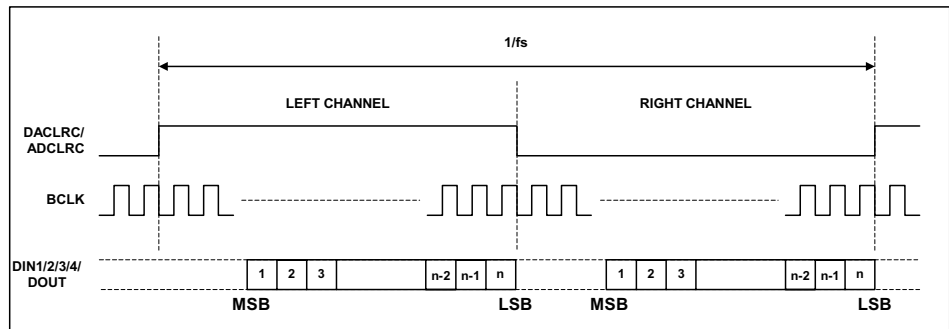 1/fs
LEFT CHANNEL
RIGHT CHANNEL
DACLRC/
ADCLRC
BCLK
DIN1/2/3/4/
DOUT
1 2 3 n-2 n-1 n 1 2 3 n-2 n-1 n
MSB LSB MSB LSB